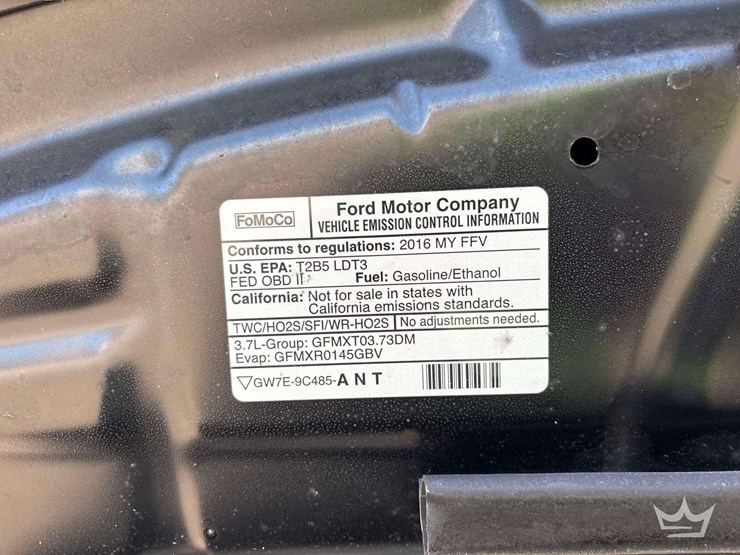 FoMoCo
Ford Motor Company
VEHICLE EMISSION CONTROL INFORMATION
Conforms to regulations: 2016 MY FFV
U.S. EPA: T2B5 LDT3
FED OBD II Fuel: Gasoline/Ethanol
California: Not for sale in states with
California emissions standards.
TWC/HO2S/SFI/WR-HO2S No adjustments needed.
3.7L-Group: GFMXT03.73DM
Evap: GFMXR0145GBV
▽GW7E-9C485-A N T